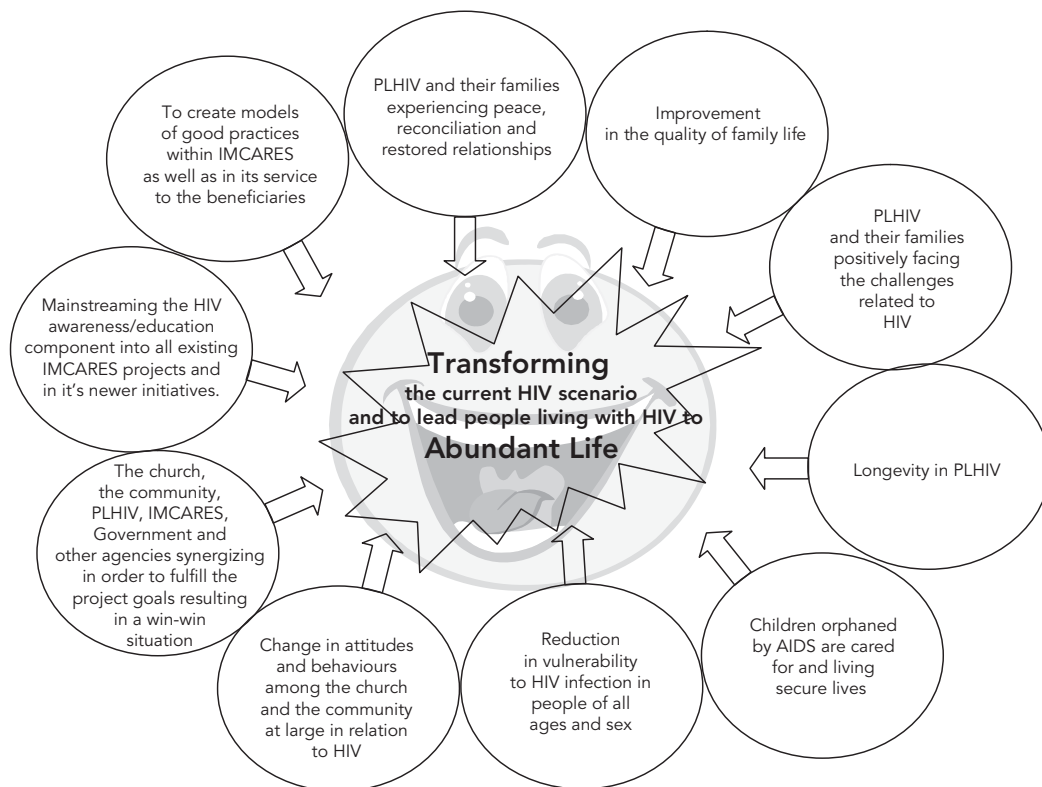 To create models
of good practices
within IMCARES
as well as in its service
to the beneficiaries
PLHIV and their families
experiencing peace,
reconciliation and
restored relationships
Improvement
in the quality of family life
PLHIV
and their families
positively facing
the challenges
related to
HIV
Longevity in PLHIV
Children orphaned
by AIDS are cared
for and living
secure lives
Reduction
in vulnerability
to HIV infection in
people of all
ages and sex
Change in attitudes
and behaviours
among the church
and the community
at large in relation
to HIV
The church,
the community,
PLHIV, IMCARES,
Government and
other agencies synergizing
in order to fulfill the
project goals resulting
in a win-win
situation
Mainstreaming the HIV
awareness/education
component into all existing
IMCARES projects and
in it's newer initiatives.
Transforming
the current HIV scenario
and to lead people living with HIV to
Abundant Life